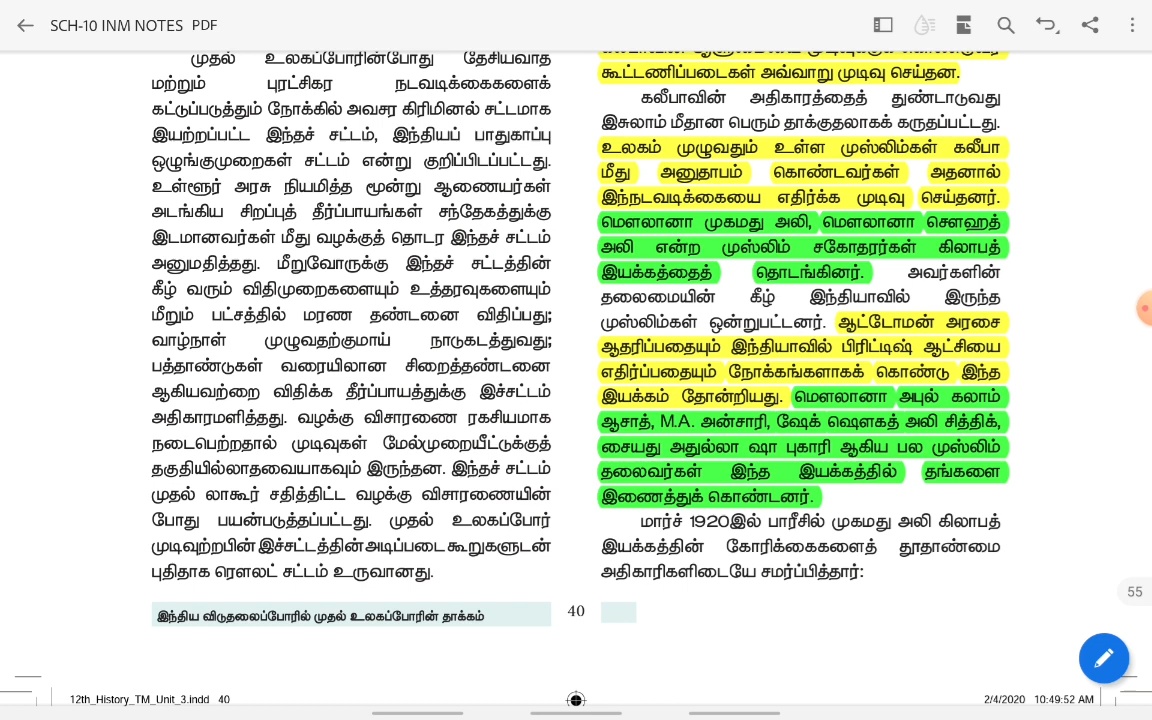 SCH-10 INM NOTES PDF
முதல் உலகப்போரின்போது தேசியவாத
மற்றும் புரட்சிகர நடவடிக்கைகளைக்
கட்டுப்படுத்தும் நோக்கில் அவசர கிரிமினல் சட்டமாக
இயற்றப்பட்ட இந்தச் சட்டம், இந்தியப் பாதுகாப்பு
ஒழுங்குமுறைகள் சட்டம் என்று குறிப்பிடப்பட்டது.
உள்ளூர் அரசு நியமித்த மூன்று ஆணையர்கள்
அடங்கிய சிறப்புத் தீர்ப்பாயங்கள் சந்தேகத்துக்கு
இடமானவர்கள் மீது வழக்குத் தொடர இந்தச் சட்டம்
அனுமதித்தது. மீறுவோருக்கு இந்தச் சட்டத்தின்
கீழ் வரும் விதிமுறைகளையும் உத்தரவுகளையும்
மீறும் பட்சத்தில் மரண தண்டனை விதிப்பது;
வாழ்நாள் முழுவதற்குமாய் நாடுகடத்துவது;
பத்தாண்டுகள் வரையிலான சிறைத்தண்டனை
ஆகியவற்றை விதிக்க தீர்ப்பாயத்துக்கு இச்சட்டம்
அதிகாரமளித்தது. வழக்கு விசாரணை ரகசியமாக
நடைபெற்றதால் முடிவுகள் மேல்முறையீட்டுக்குத்
தகுதியில்லாதவையாகவும் இருந்தன. இந்தச் சட்டம்
முதல் லாகூர் சதித்திட்ட வழக்கு விசாரணையின்
போது பயன்படுத்தப்பட்டது. முதல் உலகப்போர்
முடிவுற்றபின் இச்சட்டத்தின் அடிப்படை கூறுகளுடன்
புதிதாக ரௌலட் சட்டம் உருவானது.
கூட்டணிப்படைகள் அவ்வாறு முடிவு செய்தன.
கலீபாவின் அதிகாரத்தைத் துண்டாடுவது
இசுலாம் மீதான பெரும் தாக்குதலாகக் கருதப்பட்டது.
உலகம் முழுவதும் உள்ள முஸ்லிம்கள் கலீபா
மீது அனுதாபம் கொண்டவர்கள் அதனால்
இந்நடவடிக்கையை எதிர்க்க முடிவு செய்தனர்.
மௌலானா முகமது அலி, மௌலானா சௌஹத்
அலி என்ற முஸ்லிம் சகோதரர்கள் கிலாபத்
இயக்கத்தைத் தொடங்கினர். அவர்களின்
தலைமையின் கீழ் இந்தியாவில் இருந்த
முஸ்லிம்கள் ஒன்றுபட்டனர். ஆட்டோமன் அரசை
ஆதரிப்பதையும் இந்தியாவில் பிரிட்டிஷ் ஆட்சியை
எதிர்ப்பதையும் நோக்கங்களாகக் கொண்டு இந்த
இயக்கம் தோன்றியது. மௌலானா அபுல் கலாம்
ஆசாத், M.A. அன்சாரி, ஷேக் ஷௌகத் அலி சித்திக்,
சையது அதுல்லா ஷா புகாரி ஆகிய பல முஸ்லிம்
தலைவர்கள் இந்த இயக்கத்தில் தங்களை
இணைத்துக் கொண்டனர்.
மார்ச் 1920இல் பாரீசில் முகமது அலி கிலாபத்
இயக்கத்தின் கோரிக்கைகளைத் தூதாண்மை
அதிகாரிகளிடையே சமர்ப்பித்தார்:
55
இந்திய விடுதலைப்போரில் முதல் உலகப்போரின் தாக்கம் 40
12th_History_TM_Unit_3.indd 40 2/4/2020 10:49:52 AM